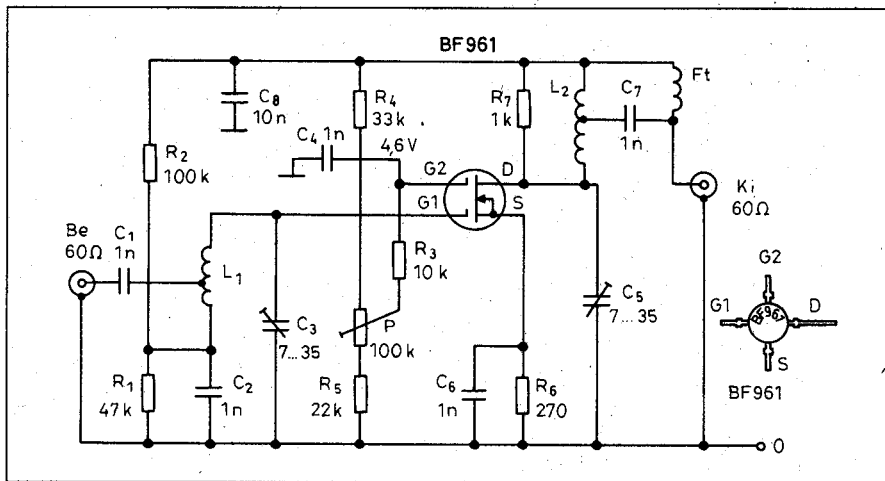 BF961
C8
10n
R4
33k
R7
1k
L2
C7
1n
Ft
C4
1n
4,6V
R2
100k
G2
G1
D
S
Ki
60Ω
Be
60Ω
C1
1n
L1
R3
10k
C3
7...35
P
100k
C5
7...35
G2
G1
D
BF961
S
BF961
R1
47k
C2
1n
R5
22k
C6
1n
R6
270
0